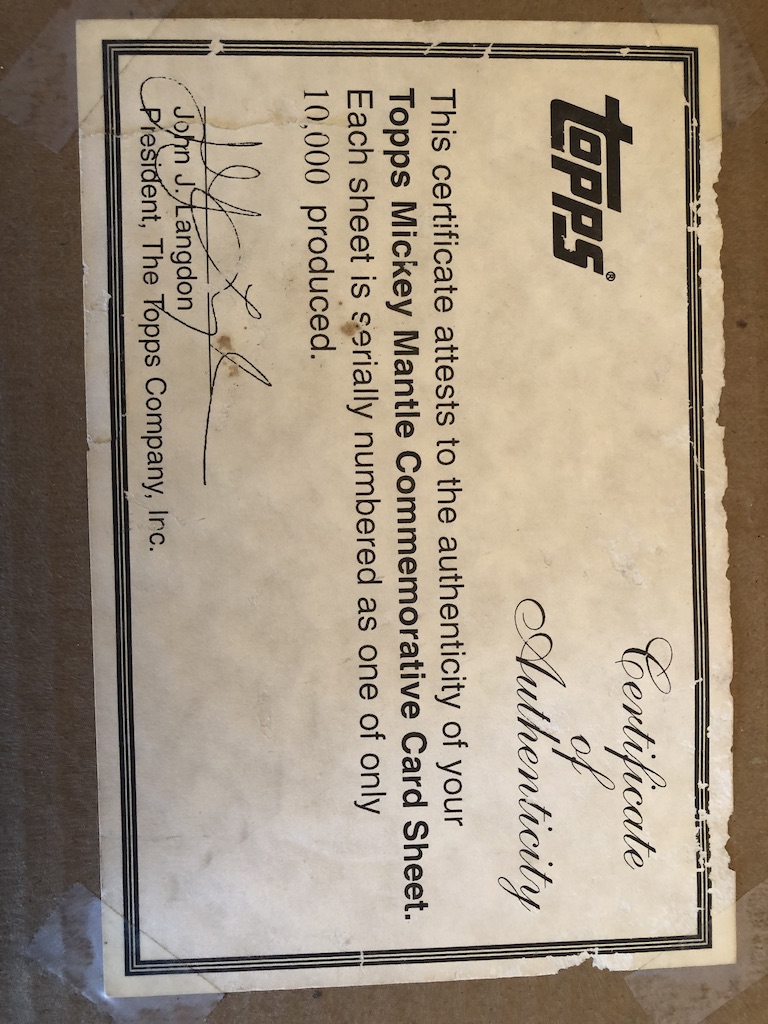 topps®
Certificate
of
Authenticity
This certificate attests to the authenticity of your
Topps Mickey Mantle Commemorative Card Sheet.
Each sheet is serially numbered as one of only
10,000 produced.
John J. Langdon
President, The Topps Company, Inc.